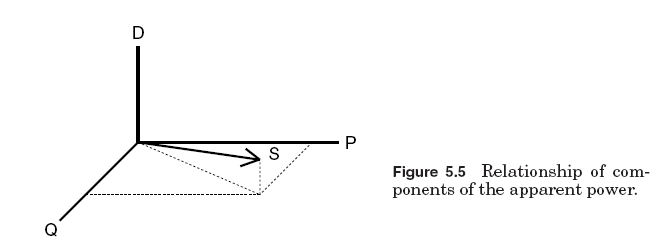 D
P
S
Q
Figure 5.5 Relationship of com-
ponents of the apparent power.